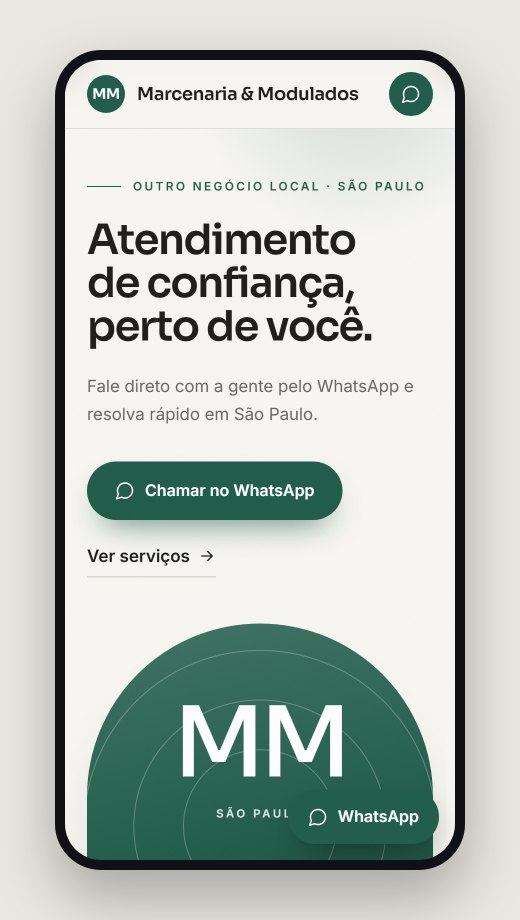 MM Marcenaria & Modulados
OUTRO NEGÓCIO LOCAL · SÃO PAULO
Atendimento
de confiança,
perto de você.
Fale direto com a gente pelo WhatsApp e
resolva rápido em São Paulo.
Chamar no WhatsApp
Ver serviços →
MM
SÃO PAUL
WhatsApp